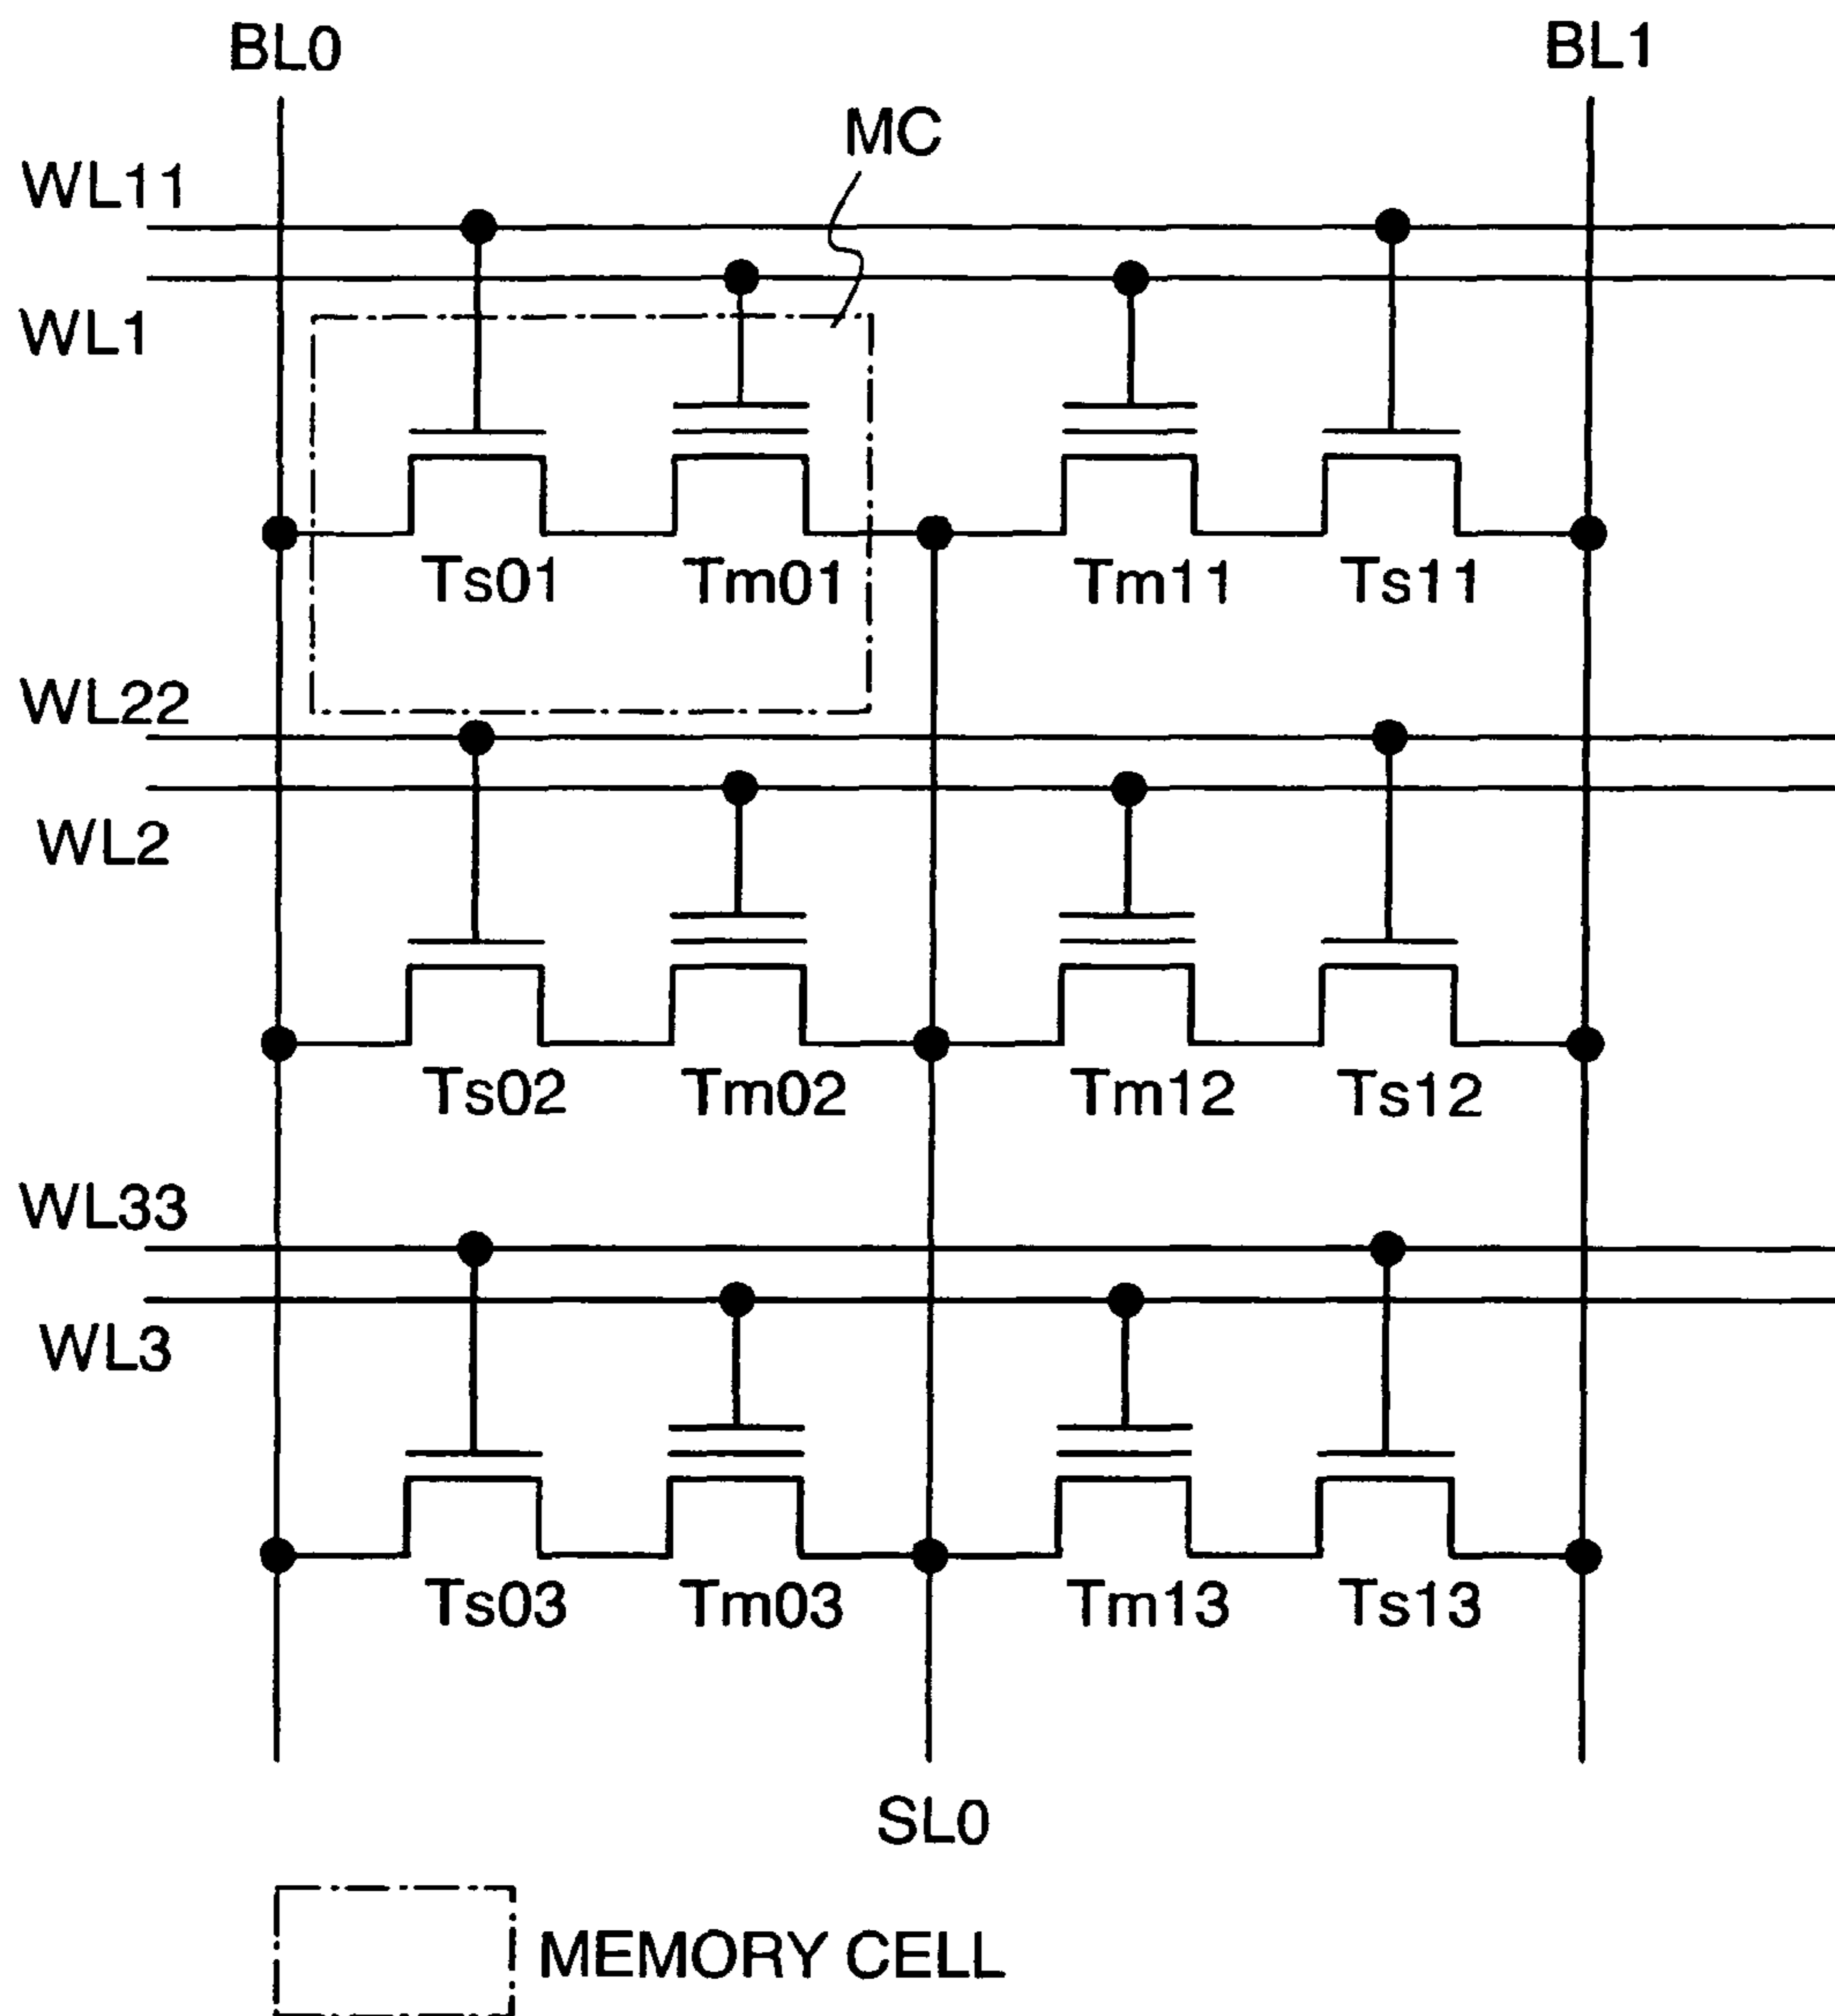 BL0 BL1
MC
WL11
WL1
Ts01 Tm01 Tm11 Ts11
WL22
WL2
Ts02 Tm02 Tm12 Ts12
WL33
WL3
Ts03 Tm03 Tm13 Ts13
SL0
MEMORY CELL